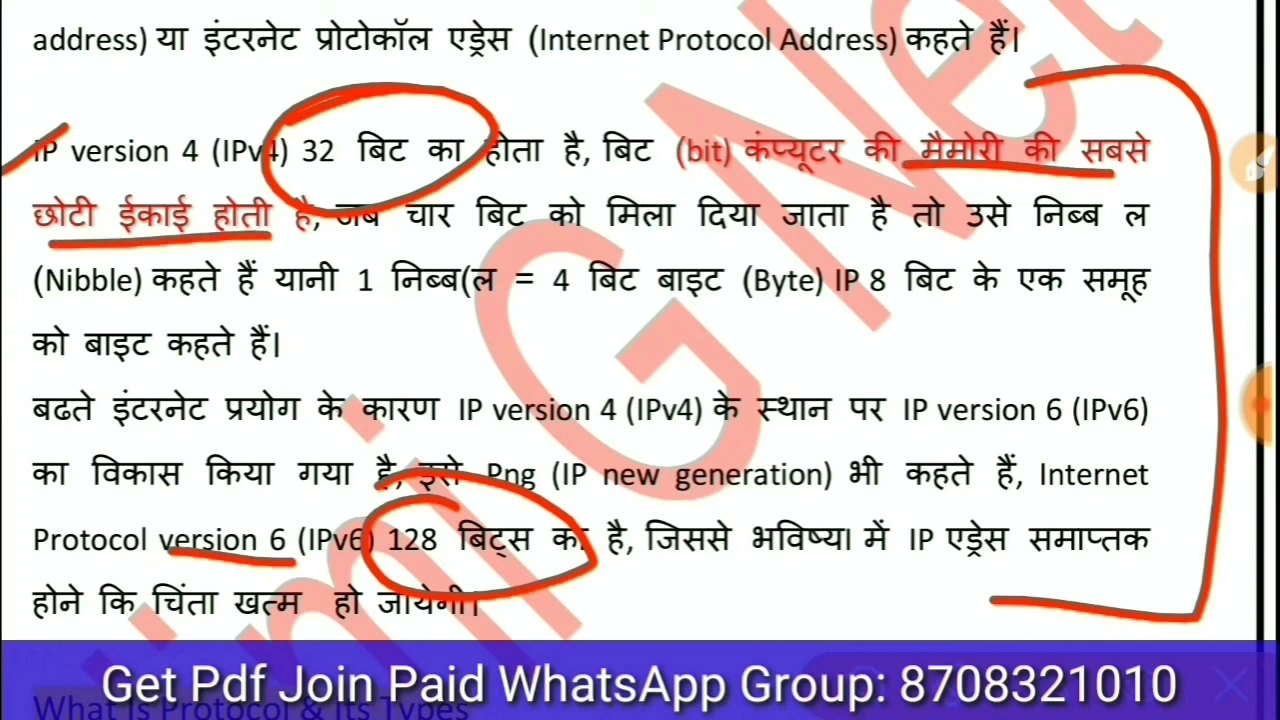 address) या इंटरनेट प्रोटोकॉल एड्रेस (Internet Protocol Address) कहते हैं।
IP version 4 (IPv4) 32 बिट का होता है, बिट (bit) कंप्यूटर की मैमोरी की सबसे
छोटी ईकाई होती है, जब चार बिट को मिला दिया जाता है तो उसे निब्ब ल
(Nibble) कहते हैं यानी 1 निब्ब(ल = 4 बिट बाइट (Byte) IP 8 बिट के एक समूह
को बाइट कहते हैं।
बढते इंटरनेट प्रयोग के कारण IP version 4 (IPv4) के स्थान पर IP version 6 (IPv6)
का विकास किया गया है, इसे Png (IP new generation) भी कहते हैं, Internet
Protocol version 6 (IPv6) 128 बिट्स का है, जिससे भविष्य। में IP एड्रेस समाप्तक
होने कि चिंता खत्म हो जायेगी।
Get Pdf Join Paid WhatsApp Group: 8708321010
What Is Protocol & Its Types